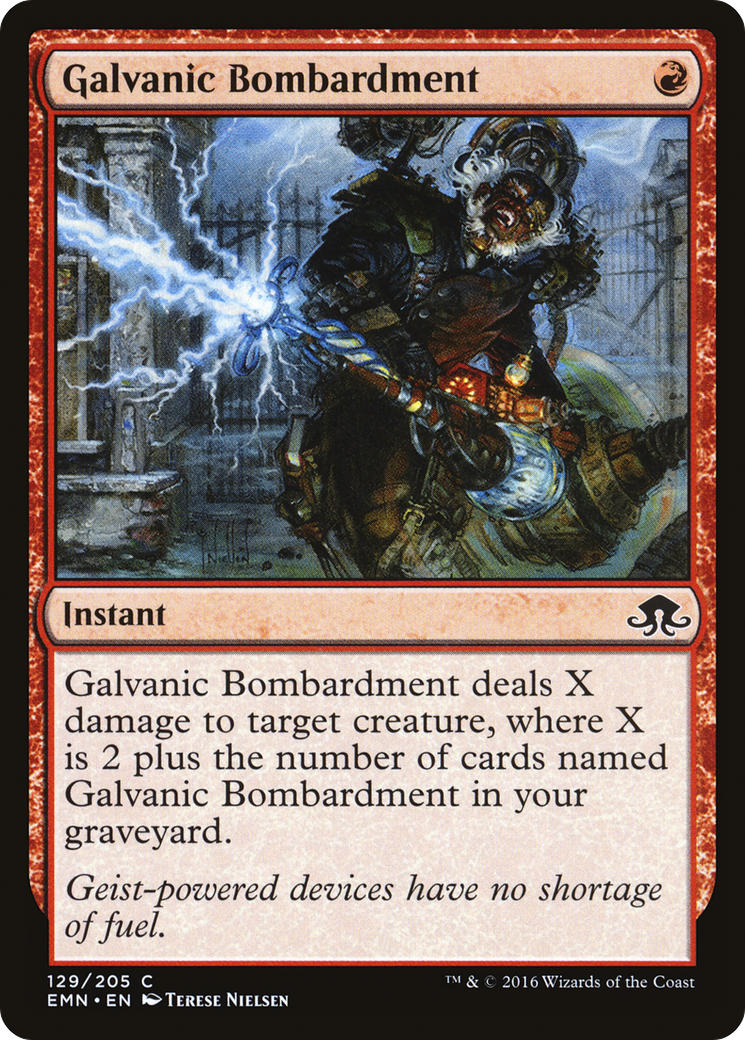 Galvanic Bombardment
Nielsen
Instant
Galvanic Bombardment deals X
damage to target creature, where X
is 2 plus the number of cards named
Galvanic Bombardment in your
graveyard.
Geist-powered devices have no shortage
of fuel.
129/205 C
™ & © 2016 Wizards of the Coast
EMN • EN Terese Nielsen